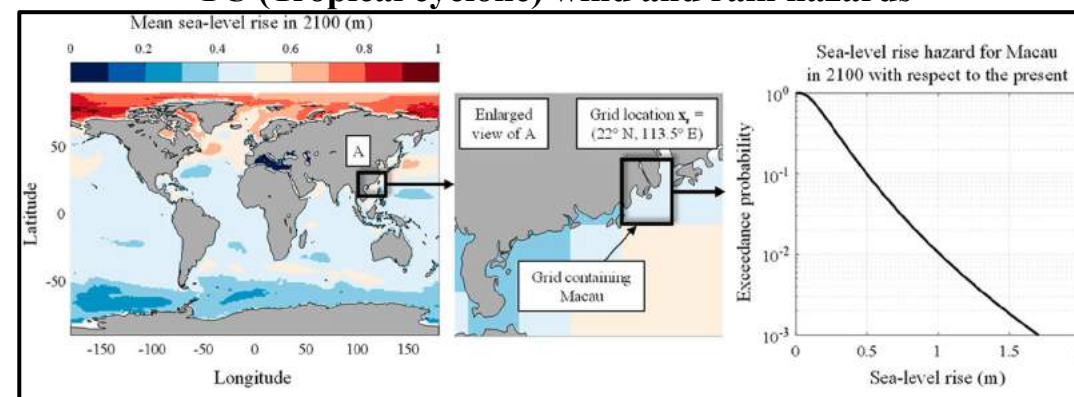 TC (Tropical cyclone) wind and rain hazards
Mean sea-level rise in 2100 (m)
0 0.2 0.4 0.6 0.8 1
50
0
-50
Latitude
-150 -100 -50 0 50 100 150
Longitude
A
Enlarged
view of A
Grid location x_r =
(22° N, 113.5° E)
Grid containing
Macau
Sea-level rise hazard for Macau
in 2100 with respect to the present
Exceedance probability
10^0
10^-1
10^-2
10^-3
0 0.5 1 1.5
Sea-level rise (m)